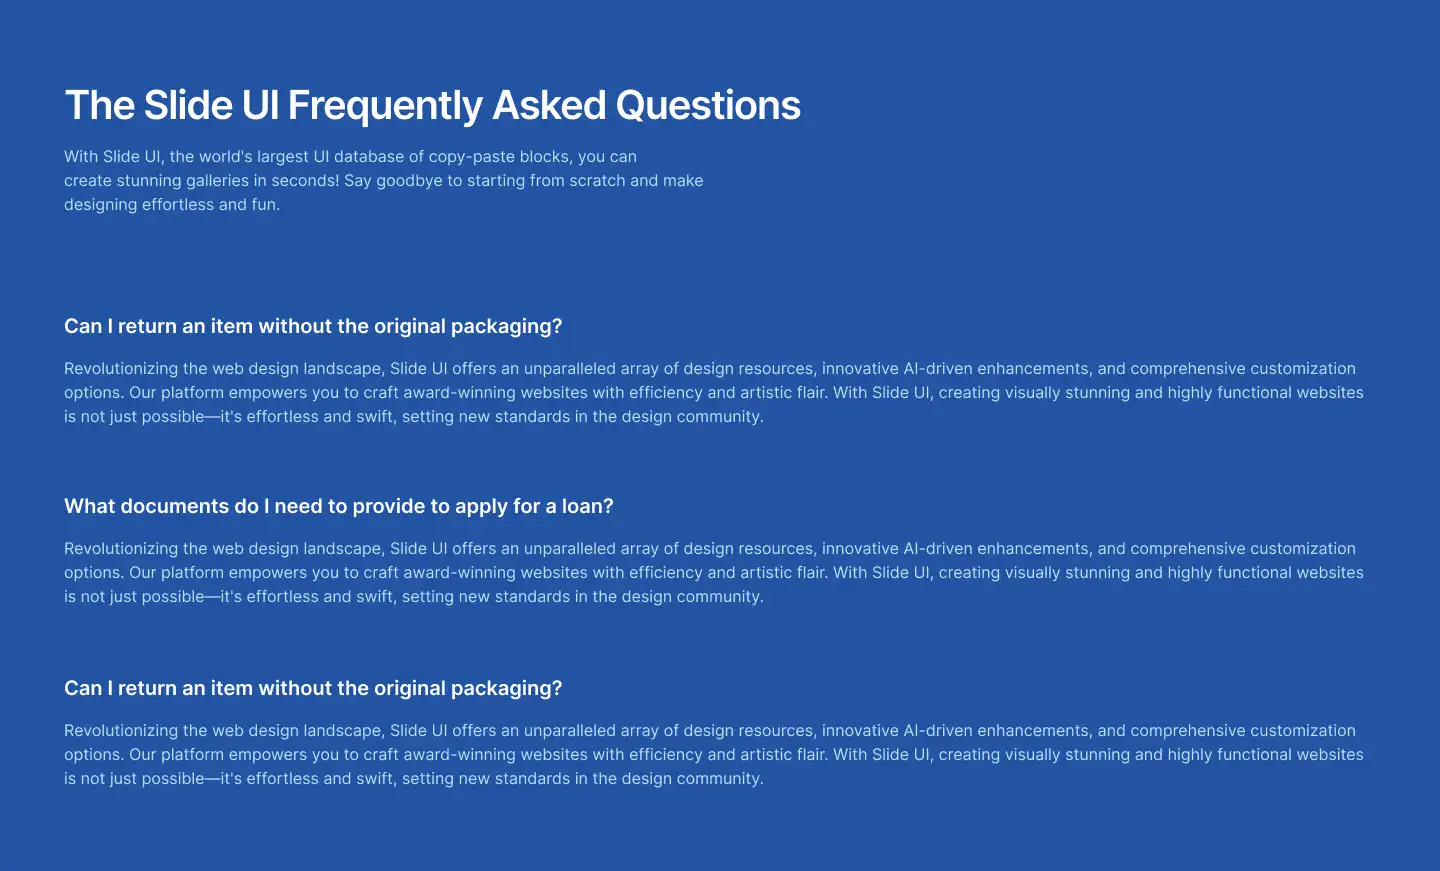 The Slide UI Frequently Asked Questions
With Slide UI, the world's largest UI database of copy-paste blocks, you can
create stunning galleries in seconds! Say goodbye to starting from scratch and make
designing effortless and fun.
Can I return an item without the original packaging?
Revolutionizing the web design landscape, Slide UI offers an unparalleled array of design resources, innovative AI-driven enhancements, and comprehensive customization
options. Our platform empowers you to craft award-winning websites with efficiency and artistic flair. With Slide UI, creating visually stunning and highly functional websites
is not just possible—it's effortless and swift, setting new standards in the design community.
What documents do I need to provide to apply for a loan?
Revolutionizing the web design landscape, Slide UI offers an unparalleled array of design resources, innovative AI-driven enhancements, and comprehensive customization
options. Our platform empowers you to craft award-winning websites with efficiency and artistic flair. With Slide UI, creating visually stunning and highly functional websites
is not just possible—it's effortless and swift, setting new standards in the design community.
Can I return an item without the original packaging?
Revolutionizing the web design landscape, Slide UI offers an unparalleled array of design resources, innovative AI-driven enhancements, and comprehensive customization
options. Our platform empowers you to craft award-winning websites with efficiency and artistic flair. With Slide UI, creating visually stunning and highly functional websites
is not just possible—it's effortless and swift, setting new standards in the design community.